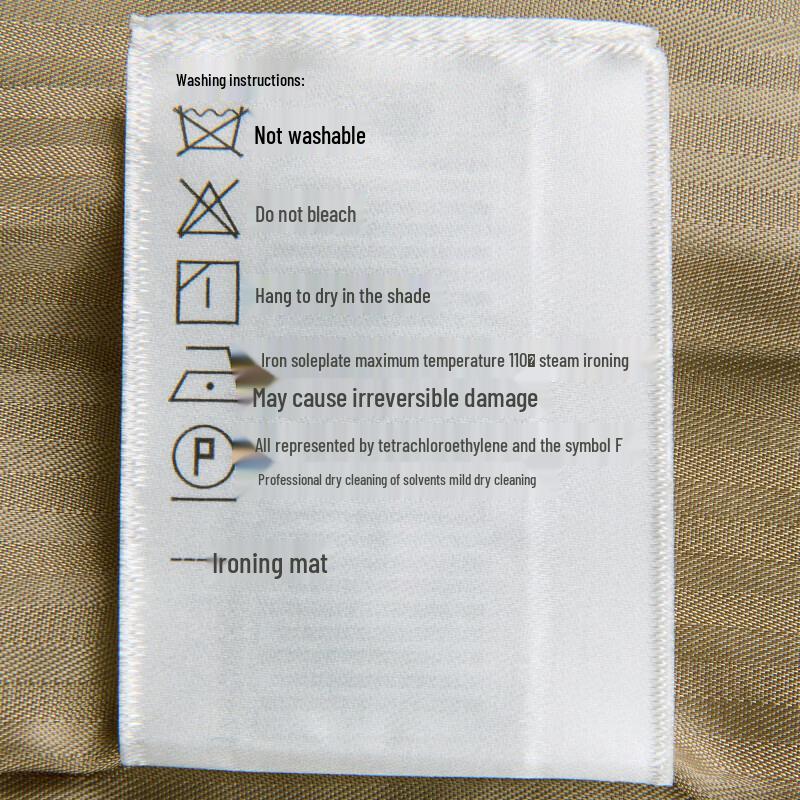 Washing instructions:
Not washable
Do not bleach
Hang to dry in the shade
Iron soleplate maximum temperature 110 steam ironing
May cause irreversible damage
P
All represented by tetrachloroethylene and the symbol F
Professional dry cleaning of solvents mild dry cleaning
Ironing mat